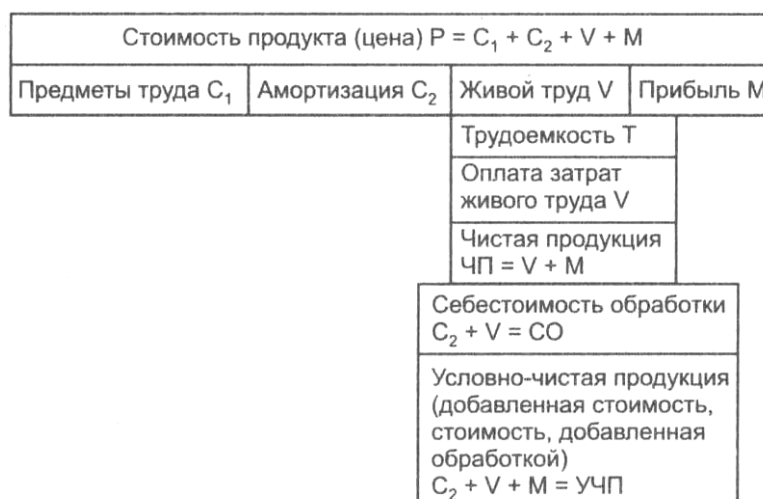 Стоимость продукта (цена) P = C₁ + C₂ + V + M
Предметы труда C₁
Амортизация C₂
Живой труд V
Прибыль M
Трудоемкость T
Оплата затрат
живого труда V
Чистая продукция
ЧП = V + M
Себестоимость обработки
C₂ + V = CO
Условно-чистая продукция
(добавленная стоимость,
стоимость, добавленная
обработкой)
C₂ + V + M = УЧП